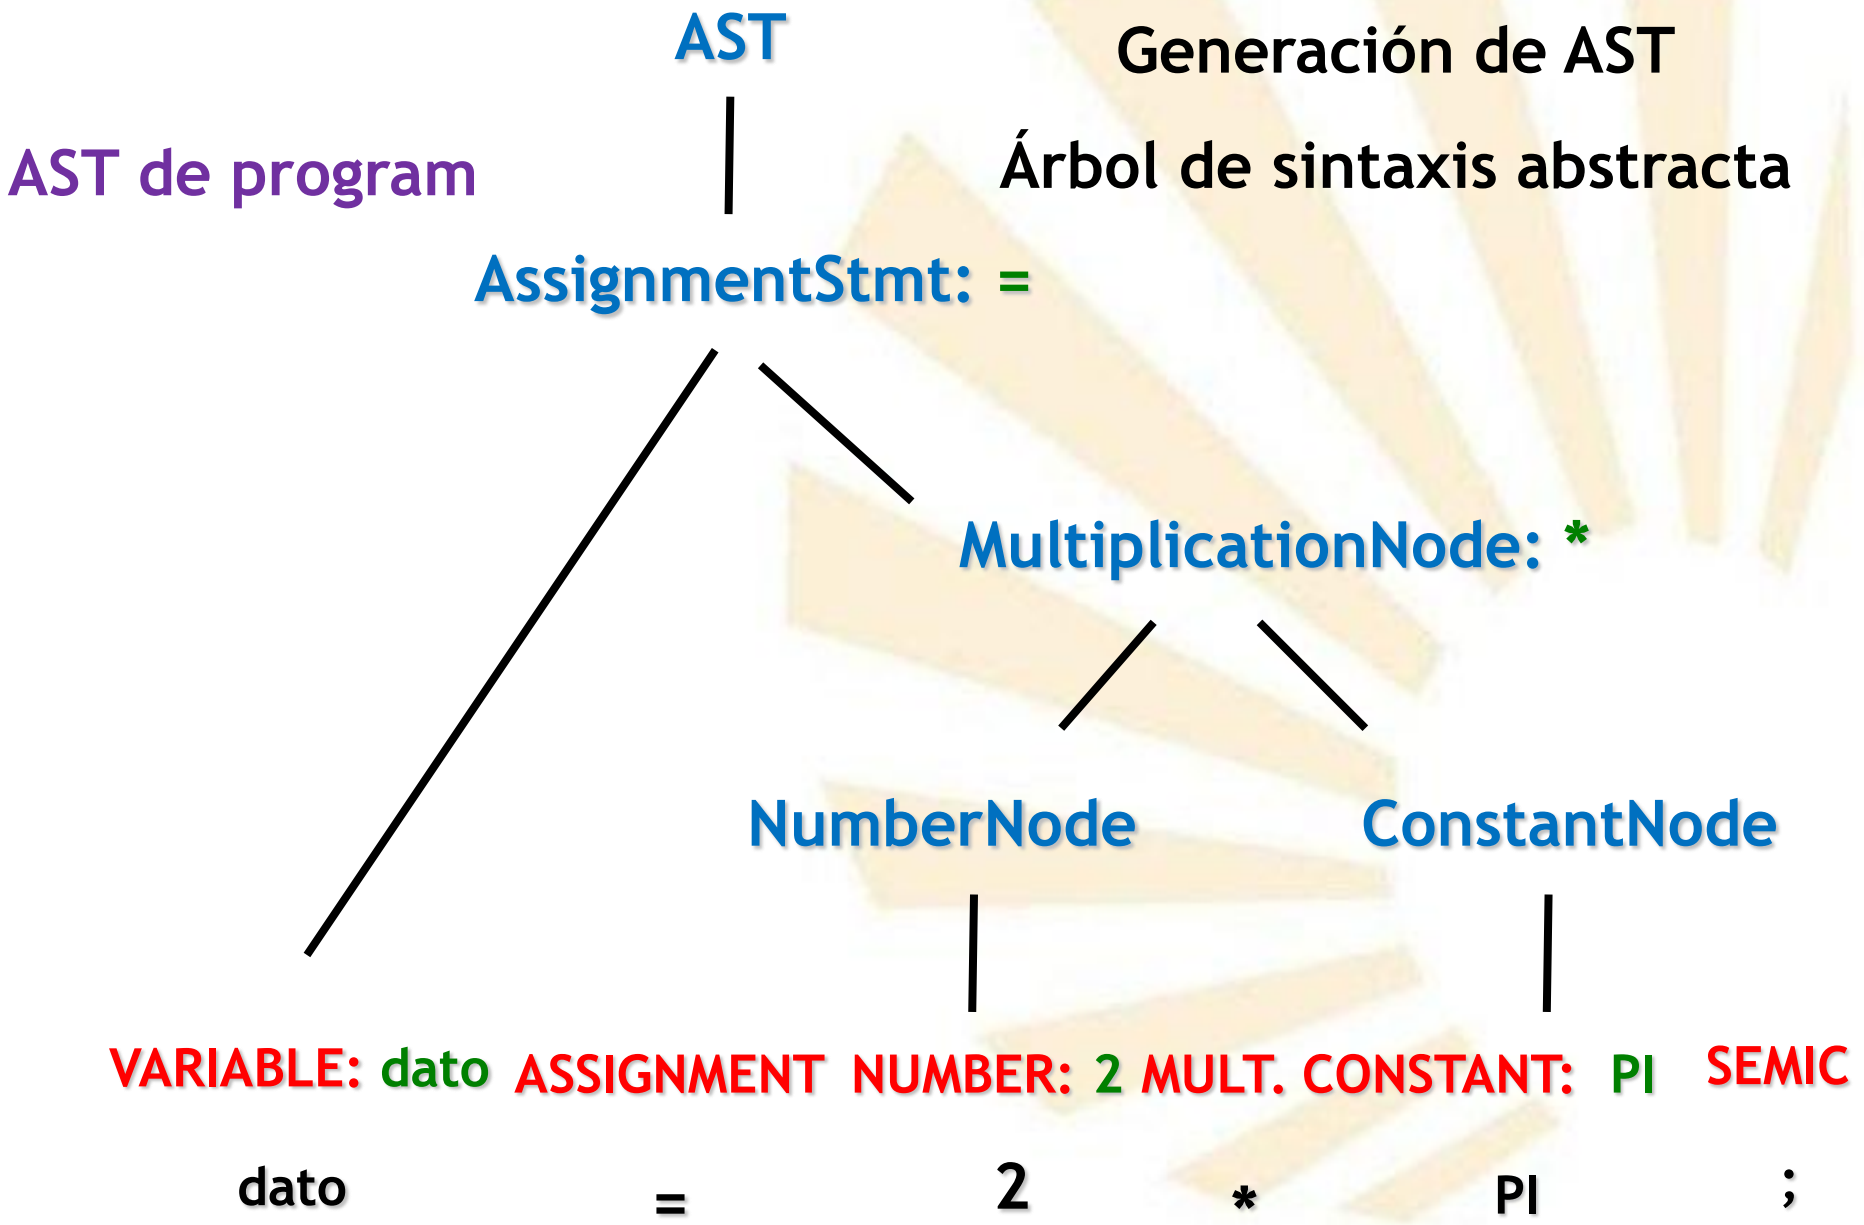 AST
Generación de AST
AST de program
Árbol de sintaxis abstracta
AssignmentStmt: =
MultiplicationNode: *
NumberNode
ConstantNode
VARIABLE: dato ASSIGNMENT NUMBER: 2 MULT. CONSTANT: PI SEMIC
dato = 2 * PI ;